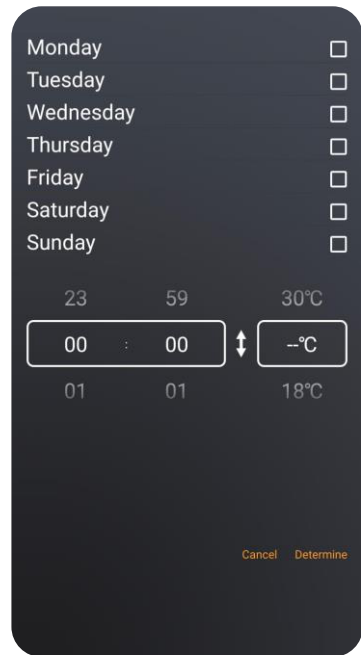 Monday
Tuesday
Wednesday
Thursday
Friday
Saturday
Sunday
23 59 30℃
00 : 00 --℃
01 01 18℃
Cancel Determine